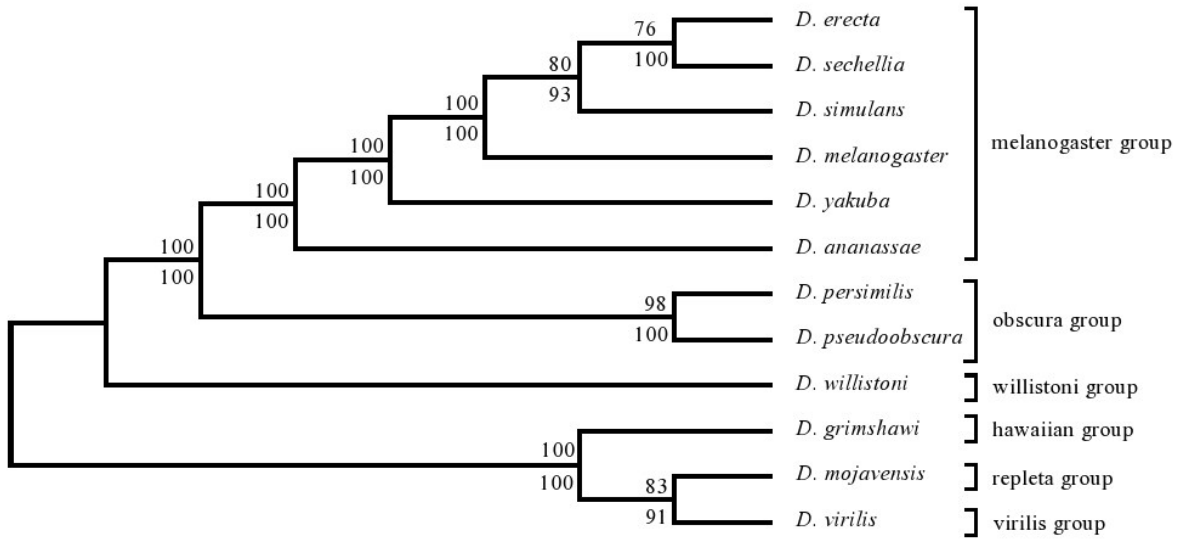 76
D. erecta
80
100
D. sechellia
100
93
D. simulans
melanogaster group
100
100
D. melanogaster
100
100
D. yakuba
100
100
D. ananassae
100
98
D. persimilis
obscura group
100
D. pseudoobscura
D. willistoni
willistoni group
100
D. grimshawi
hawaiian group
100
83
D. mojavensis
repleta group
91
D. virilis
virilis group